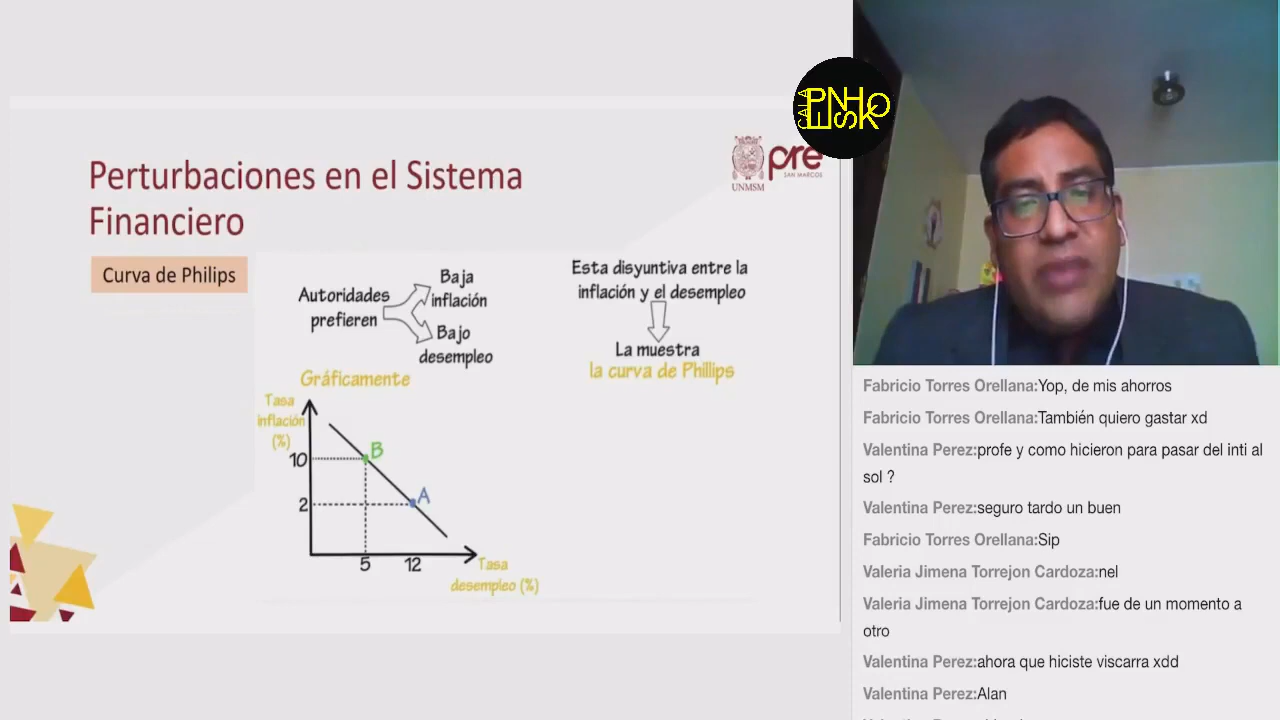 Perturbaciones en el Sistema
Financiero
UNMSM
pre
SAN MARCOS
CALA
PENHSKO
Curva de Philips
Autoridades
prefieren
Baja
inflación
Bajo
desempleo
Esta disyuntiva entre la
inflación y el desempleo
La muestra
la curva de Phillips
Gráficamente
Tasa
inflación
(%)
10
B
2
A
5
12
Tasa
desempleo (%)
Fabricio Torres Orellana:Yop, de mis ahorros
Fabricio Torres Orellana:También quiero gastar xd
Valentina Perez:profe y como hicieron para pasar del inti al
sol ?
Valentina Perez:seguro tardo un buen
Fabricio Torres Orellana:Sip
Valeria Jimena Torrejon Cardoza:nel
Valeria Jimena Torrejon Cardoza:fue de un momento a
otro
Valentina Perez:ahora que hiciste viscarra xdd
Valentina Perez:Alan